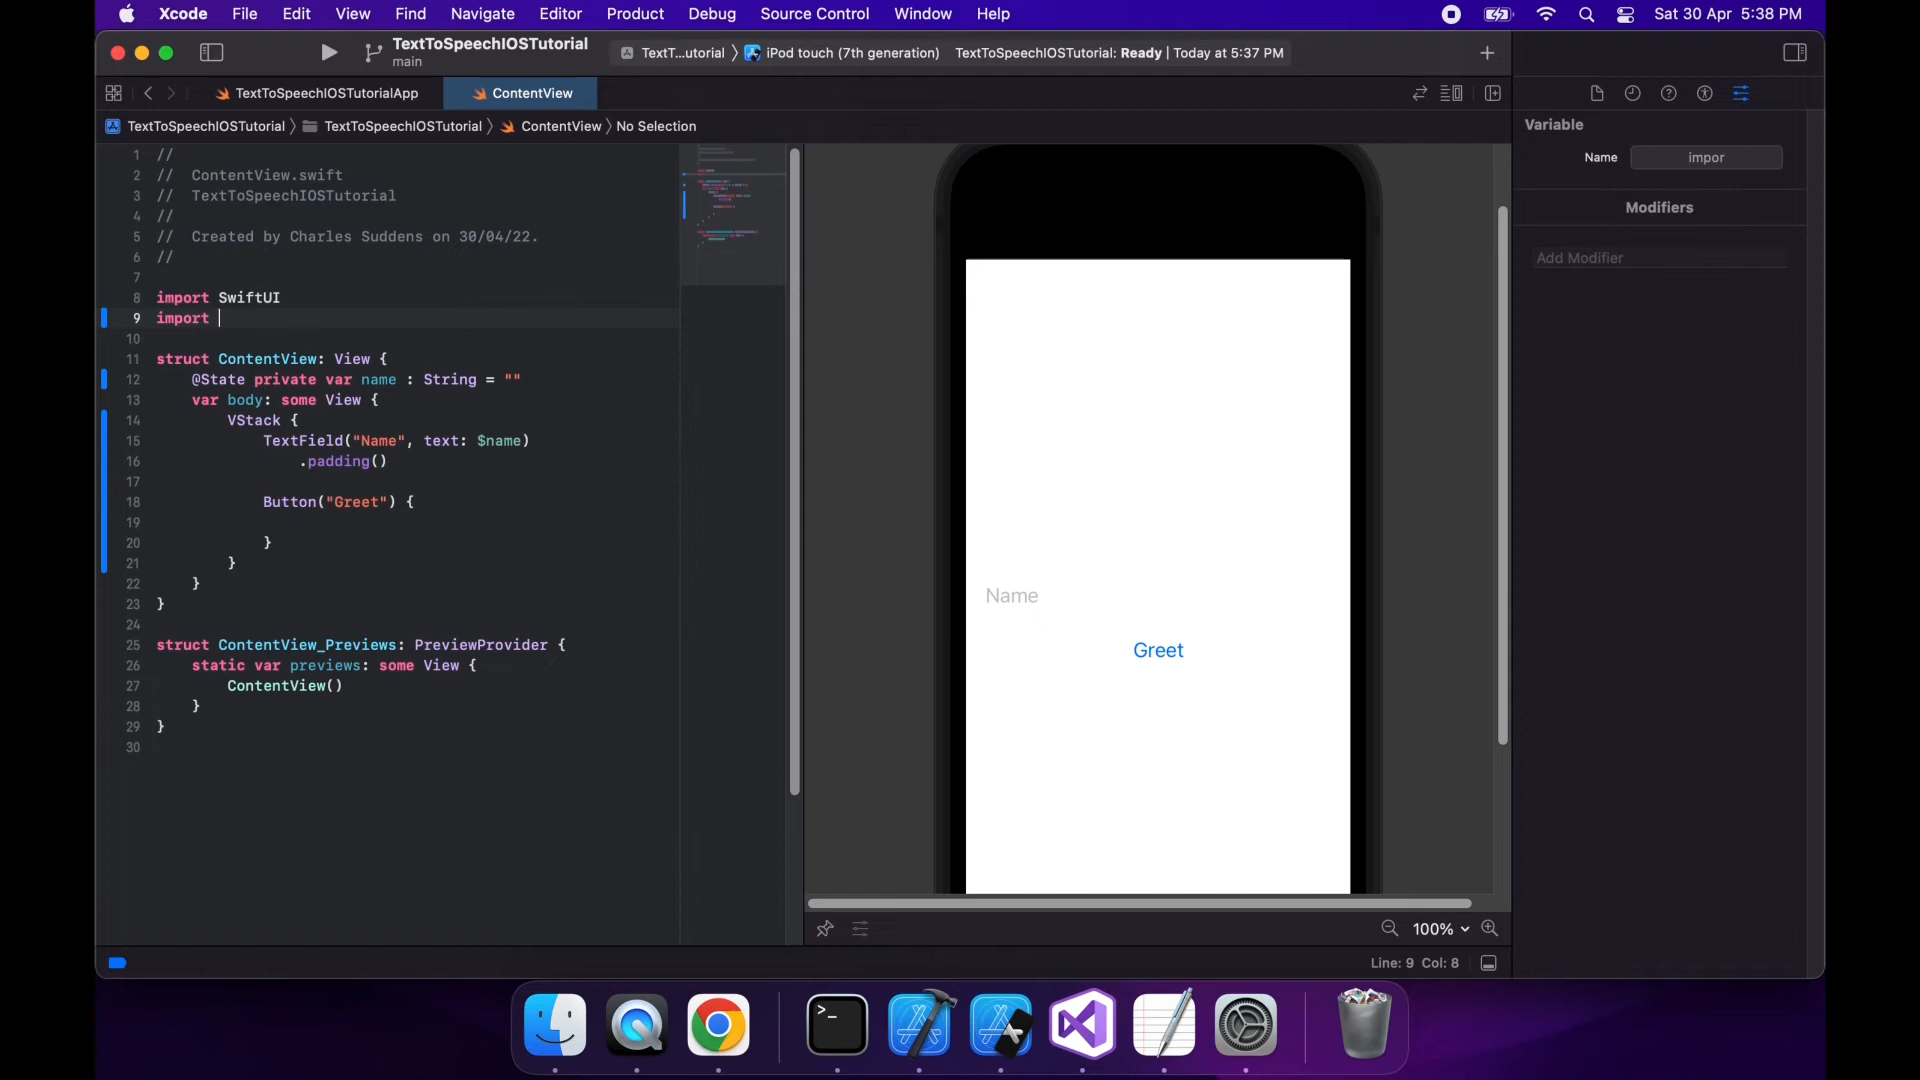 Xcode File Edit View Find Navigate Editor Product Debug Source Control Window Help Sat 30 Apr 5:38 PM
TextToSpeechIOSTutorial
main
TextT...utorial 〉 iPod touch (7th generation) TextToSpeechIOSTutorial: Ready | Today at 5:37 PM
TextToSpeechIOSTutorialApp ContentView
TextToSpeechIOSTutorial 〉 TextToSpeechIOSTutorial 〉 ContentView 〉 No Selection
1 //
2 //  ContentView.swift
3 //  TextToSpeechIOSTutorial
4 //
5 //  Created by Charles Suddens on 30/04/22.
6 //
7
8 import SwiftUI
9 import
10
11 struct ContentView: View {
12     @State private var name : String = ""
13     var body: some View {
14         VStack {
15             TextField("Name", text: $name)
16                 .padding()
17
18             Button("Greet") {
19
20             }
21         }
22     }
23 }
24
25 struct ContentView_Previews: PreviewProvider {
26     static var previews: some View {
27         ContentView()
28     }
29 }
30
Name
Greet
100%
Line: 9 Col: 8
Variable
Name impor
Modifiers
Add Modifier
>_